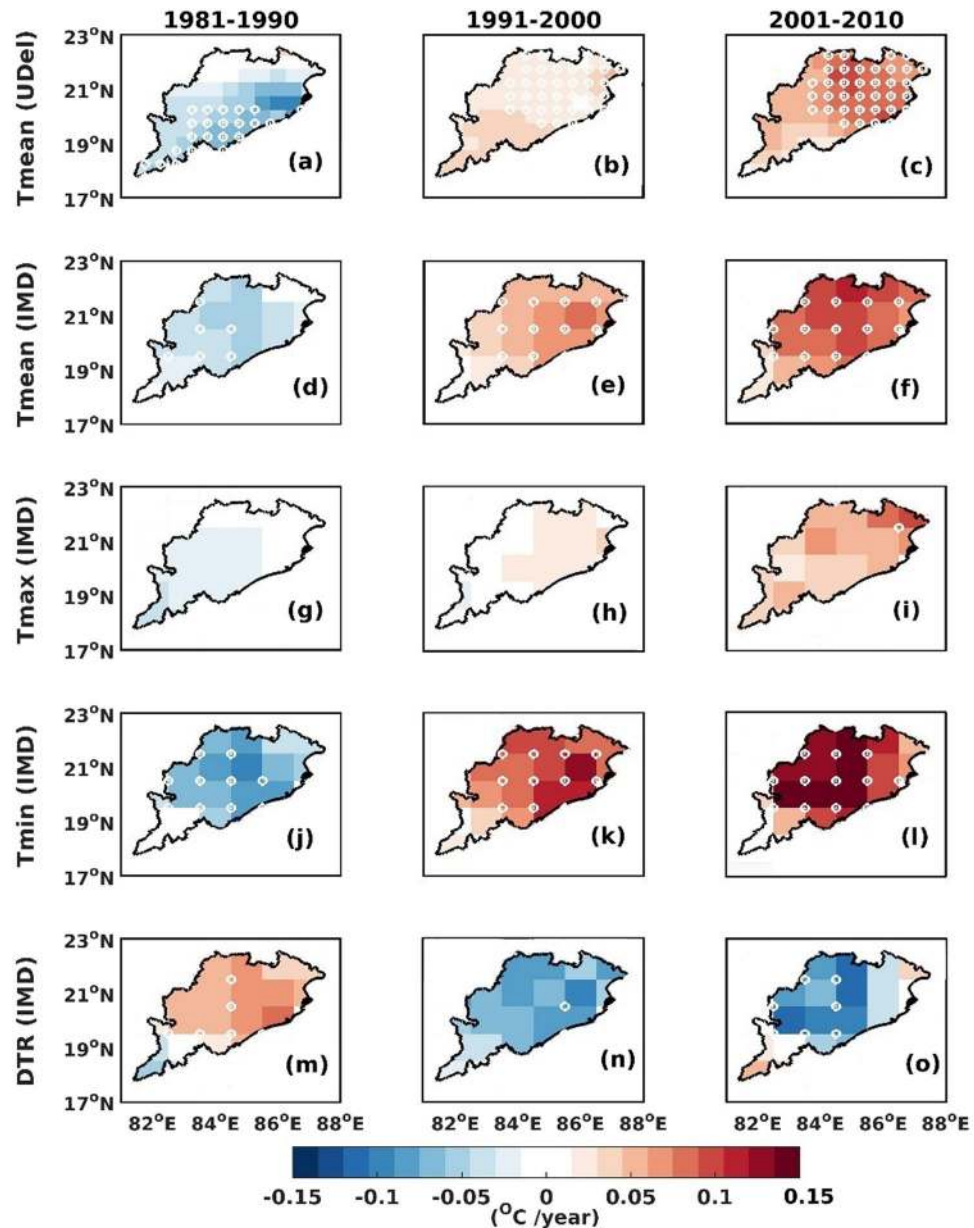 1981-1990 1991-2000 2001-2010
Tmean (UDel)
23°N
21°N
19°N
17°N
(a) (b) (c)
Tmean (IMD)
23°N
21°N
19°N
17°N
(d) (e) (f)
Tmax (IMD)
23°N
21°N
19°N
17°N
(g) (h) (i)
Tmin (IMD)
23°N
21°N
19°N
17°N
(j) (k) (l)
DTR (IMD)
23°N
21°N
19°N
17°N
(m) (n) (o)
82°E 84°E 86°E 88°E 82°E 84°E 86°E 88°E 82°E 84°E 86°E 88°E
-0.15 -0.1 -0.05 0 0.05 0.1 0.15
(°C /year)